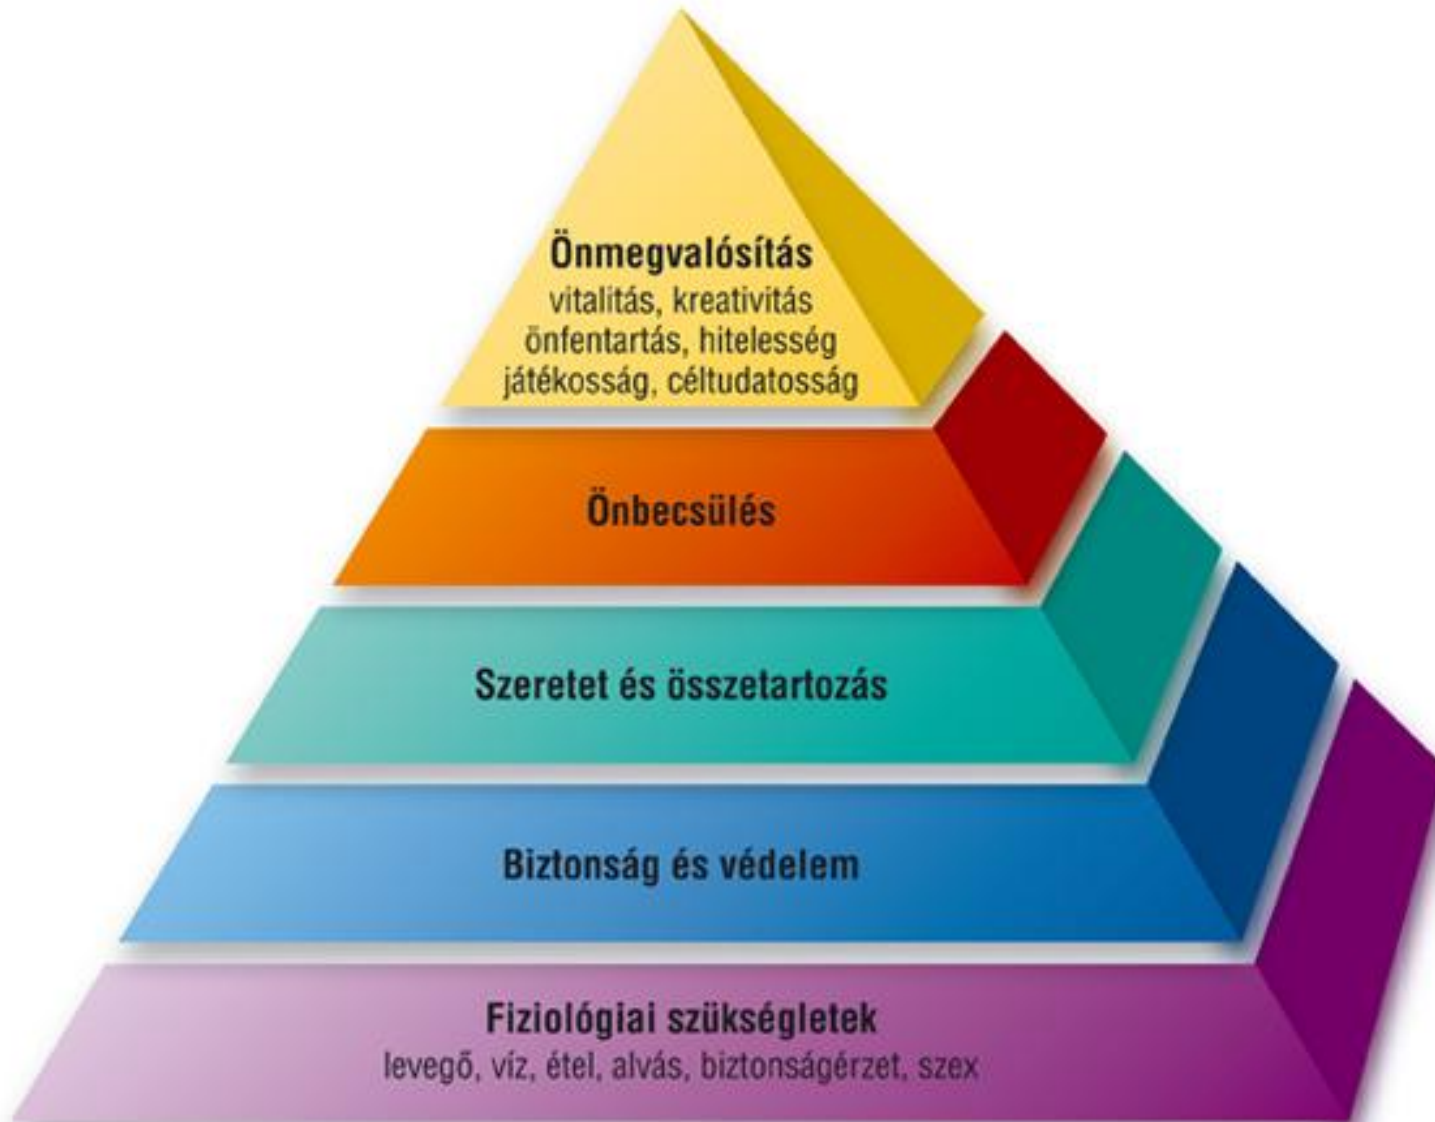 Önmegvalósítás
vitalitás, kreativitás
önfentartás, hitelesség
játékosság, céltudatosság
Önbecsülés
Szeretet és összetartozás
Biztonság és védelem
Fiziológiai szükségletek
levegő, víz, étel, alvás, biztonságérzet, szex